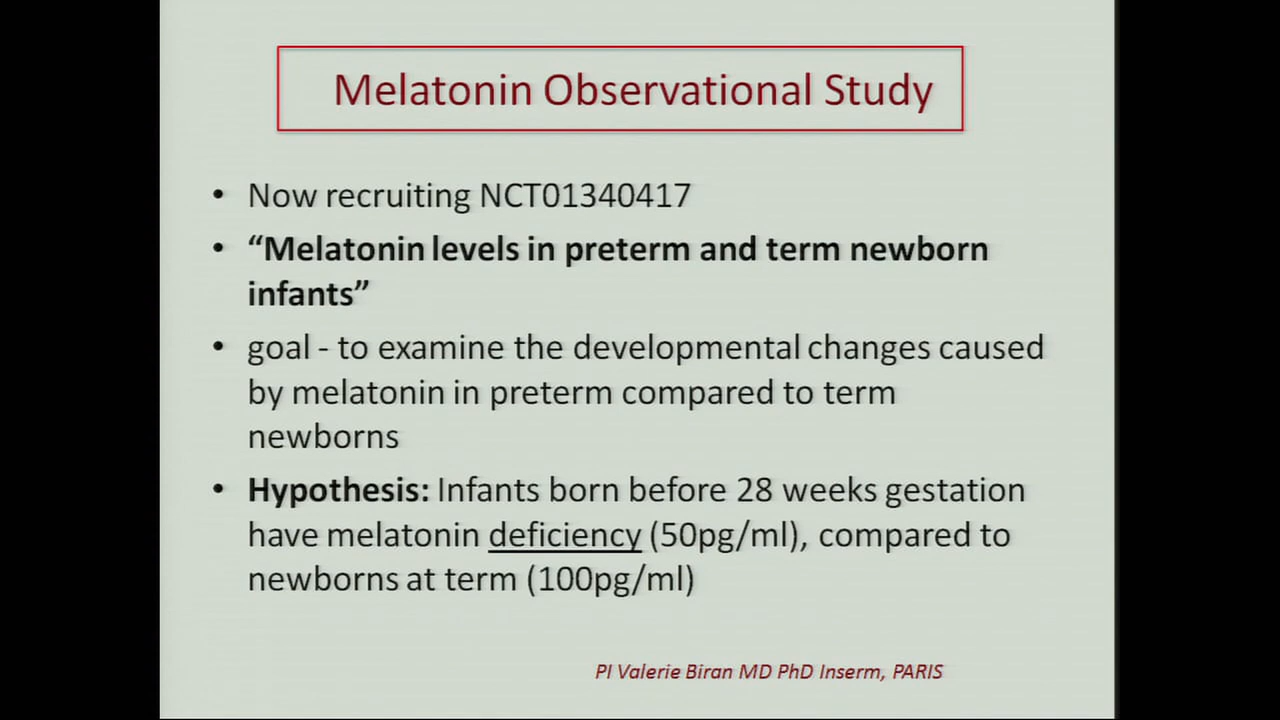 Melatonin Observational Study
• Now recruiting NCT01340417
• “Melatonin levels in preterm and term newborn
infants”
• goal - to examine the developmental changes caused
by melatonin in preterm compared to term
newborns
• Hypothesis: Infants born before 28 weeks gestation
have melatonin deficiency (50pg/ml), compared to
newborns at term (100pg/ml)
PI Valerie Biran MD PhD Inserm, PARIS